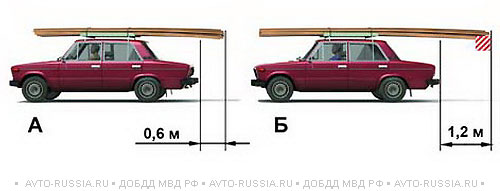 А
0,6 м
Б
1,2 м
® AVTO-RUSSIA.RU ® ДОБДД МВД РФ ® AVTO-RUSSIA.RU ® ДОБДД МВД РФ ® AVTO-RUSSIA.RU ®